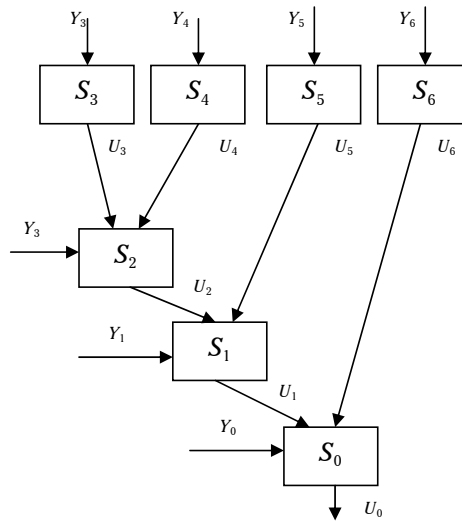 Y₃ Y₄ Y₅ Y₆
S₃ S₄ S₅ S₆
U₃ U₄ U₅ U₆
Y₃
S₂
U₂
Y₁
S₁
U₁
Y₀
S₀
U₀